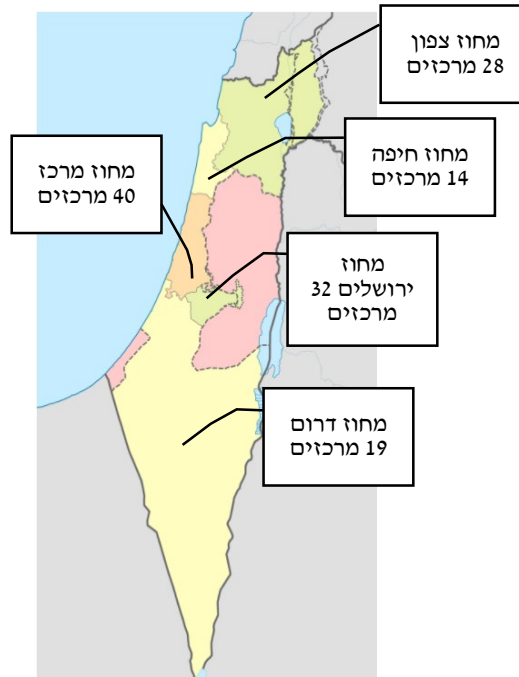 מחוז צפון
28 מרכזים
מחוז חיפה
14 מרכזים
מחוז מרכז
40 מרכזים
מחוז
ירושלים 32
מרכזים
מחוז דרום
19 מרכזים